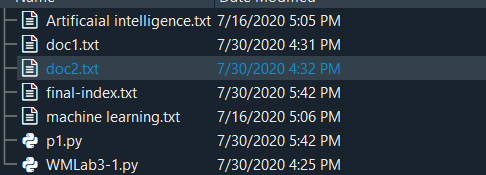 Name Date Modified
Artificaial intelligence.txt 7/16/2020 5:05 PM
doc1.txt 7/30/2020 4:31 PM
doc2.txt 7/30/2020 4:32 PM
final-index.txt 7/30/2020 5:42 PM
machine learning.txt 7/16/2020 5:06 PM
p1.py 7/30/2020 5:42 PM
WMLab3-1.py 7/30/2020 4:25 PM